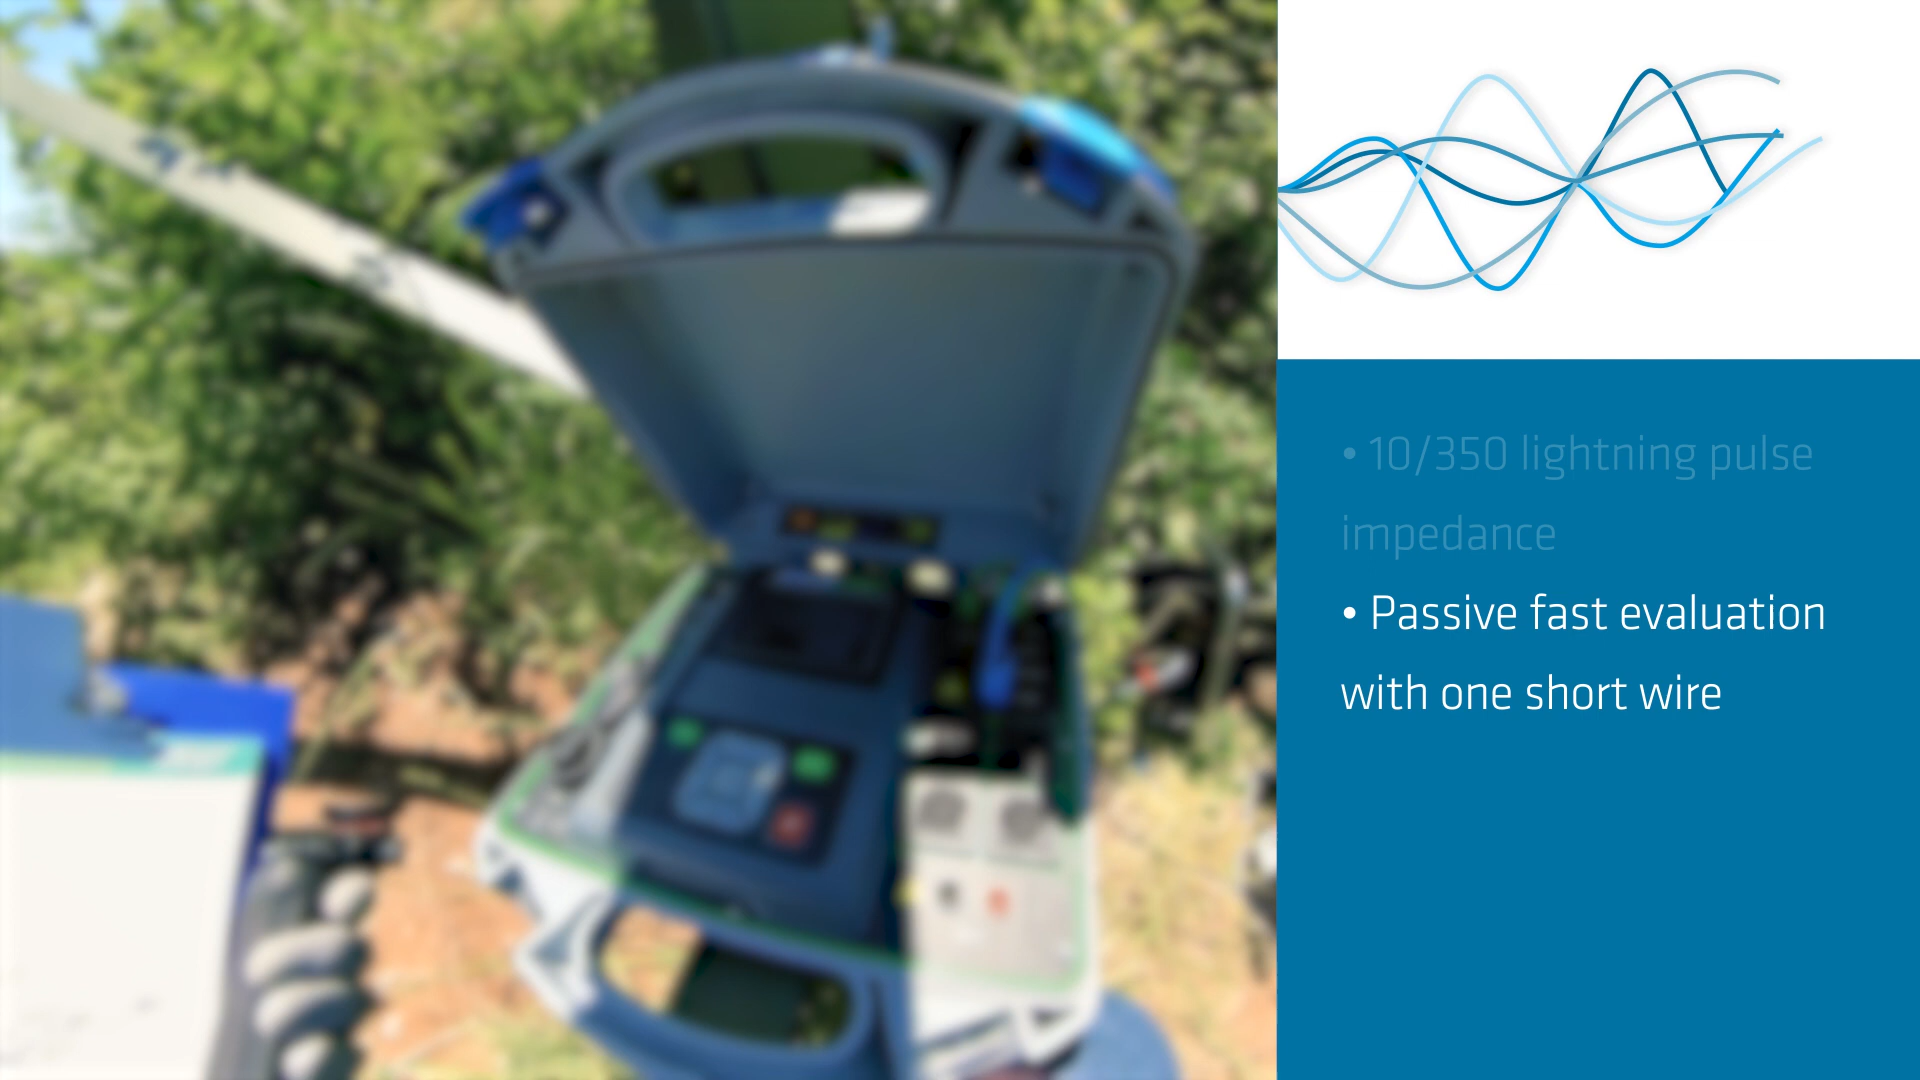 • 10/350 lightning pulse
impedance
• Passive fast evaluation
with one short wire